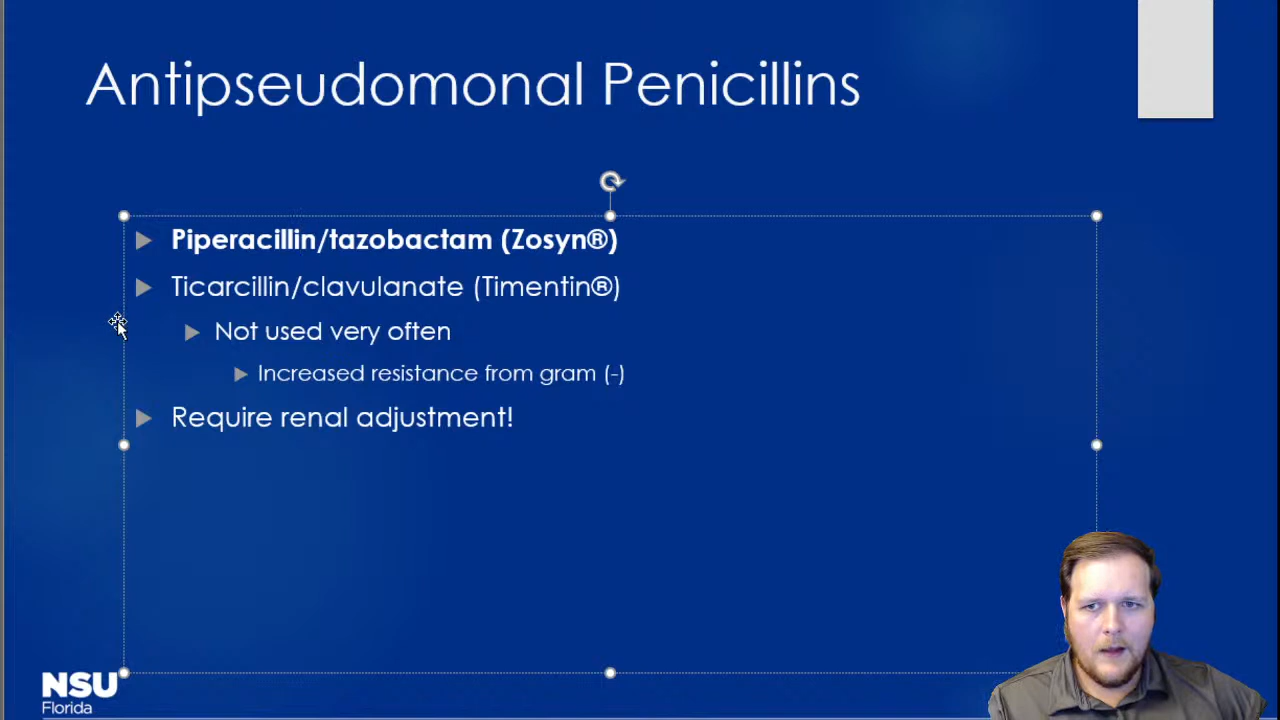 Antipseudomonal Penicillins
Piperacillin/tazobactam (Zosyn®)
Ticarcillin/clavulanate (Timentin®)
Not used very often
Increased resistance from gram (-)
Require renal adjustment!
NSU
Florida